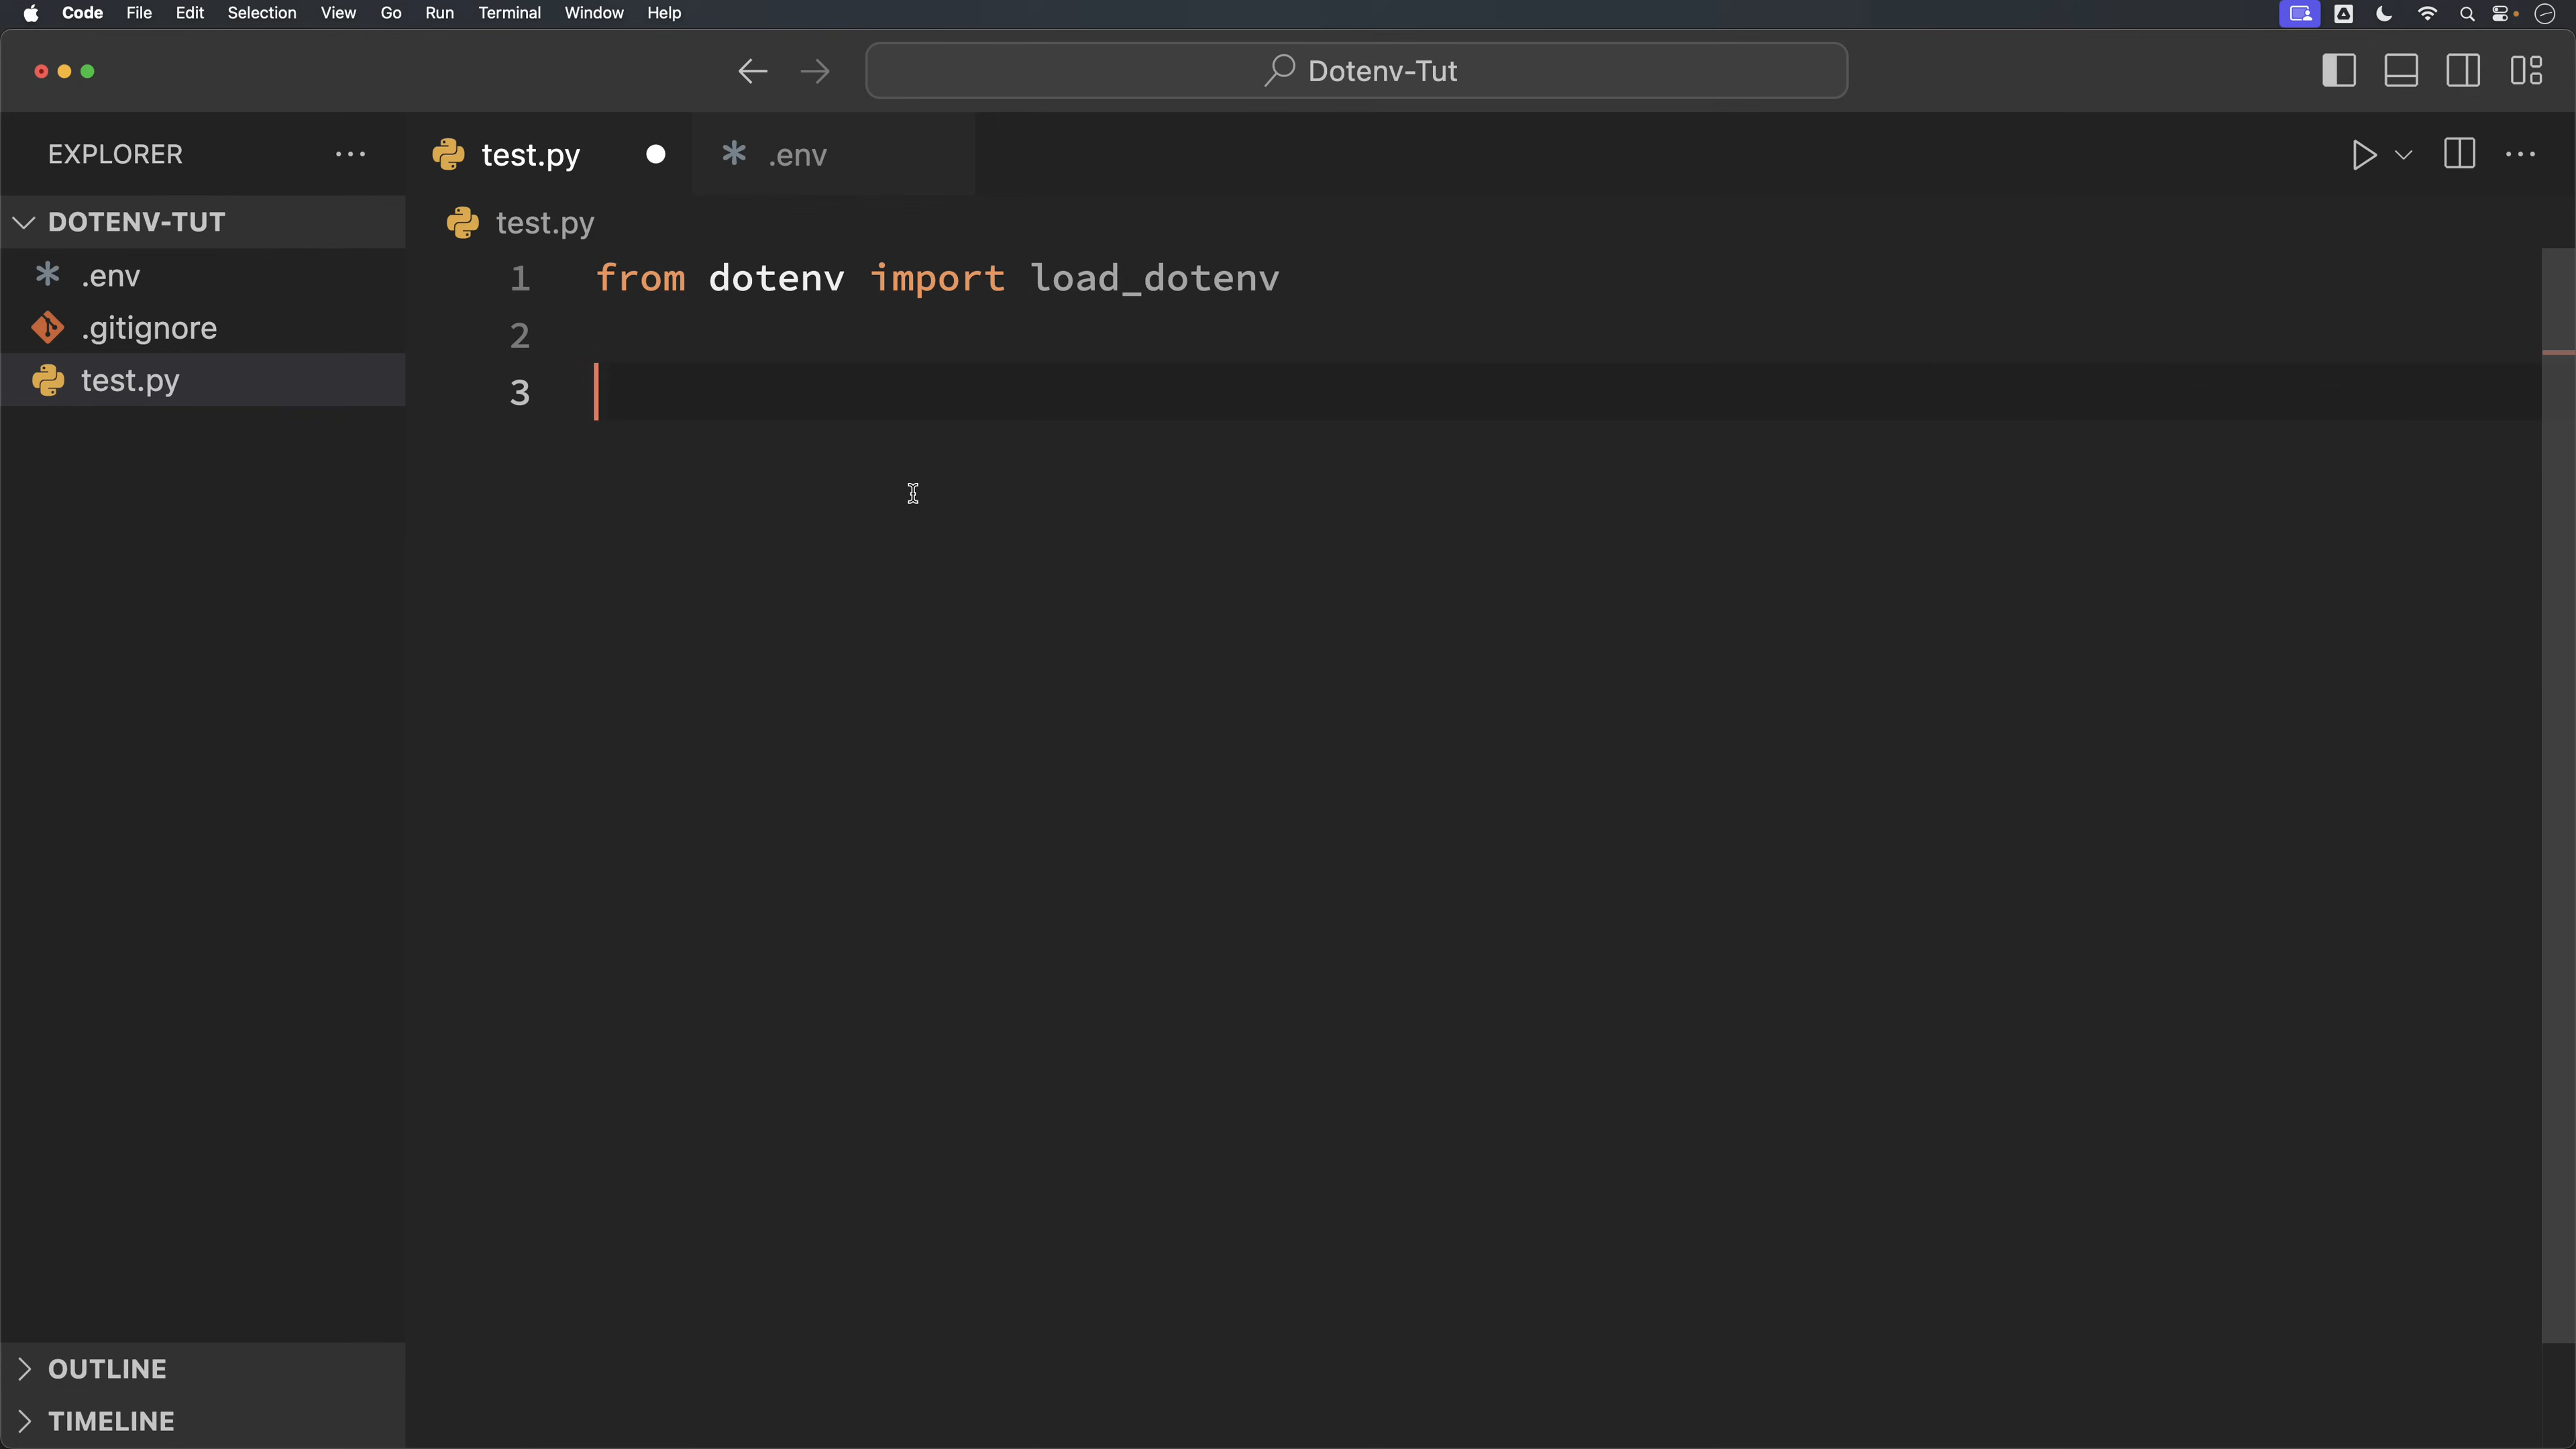 Code File Edit Selection View Go Run Terminal Window Help
Dotenv-Tut
EXPLORER
test.py
.env
DOTENV-TUT
.env
.gitignore
test.py
test.py
1 from dotenv import load_dotenv
2
3
OUTLINE
TIMELINE